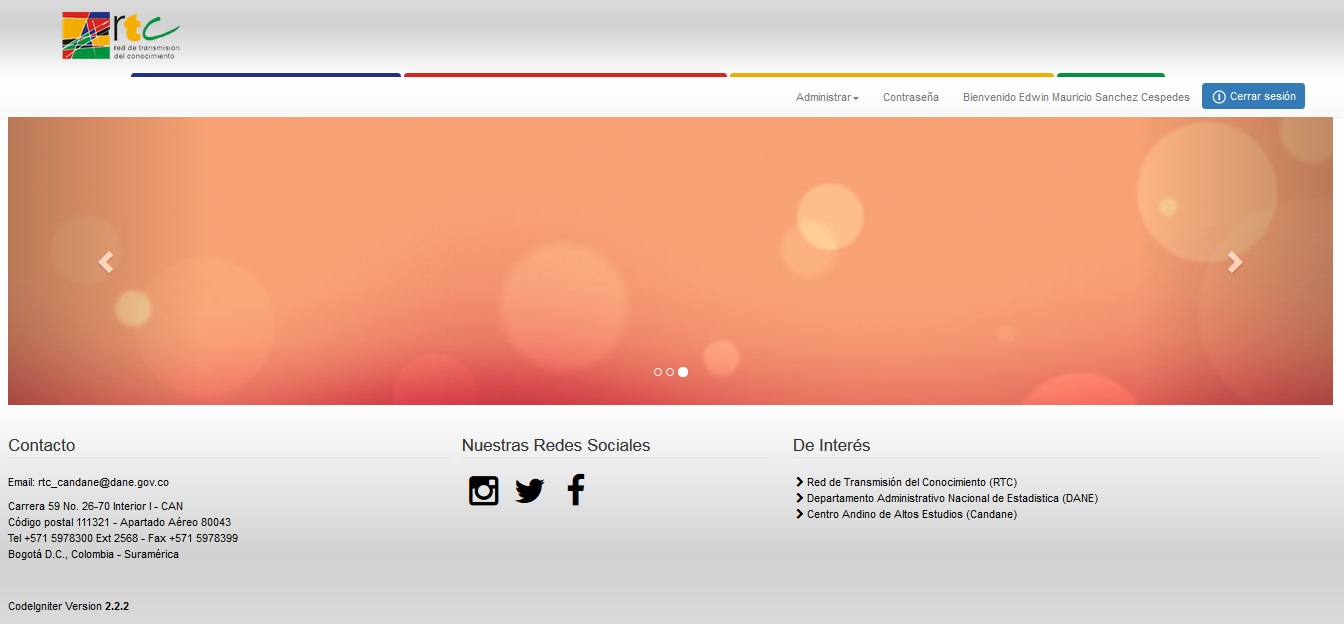 rtc
red de transmisión
del conocimiento
Administrar
Contraseña
Bienvenido Edwin Mauricio Sanchez Cespedes
Cerrar sesión
Contacto
Email: rtc_candane@dane.gov.co
Carrera 59 No. 26-70 Interior I - CAN
Código postal 111321 - Apartado Aéreo 80043
Tel +571 5978300 Ext 2568 - Fax +571 5978399
Bogotá D.C., Colombia - Suramérica
Nuestras Redes Sociales
De Interés
Red de Transmisión del Conocimiento (RTC)
Departamento Administrativo Nacional de Estadistica (DANE)
Centro Andino de Altos Estudios (Candane)
CodeIgniter Version 2.2.2